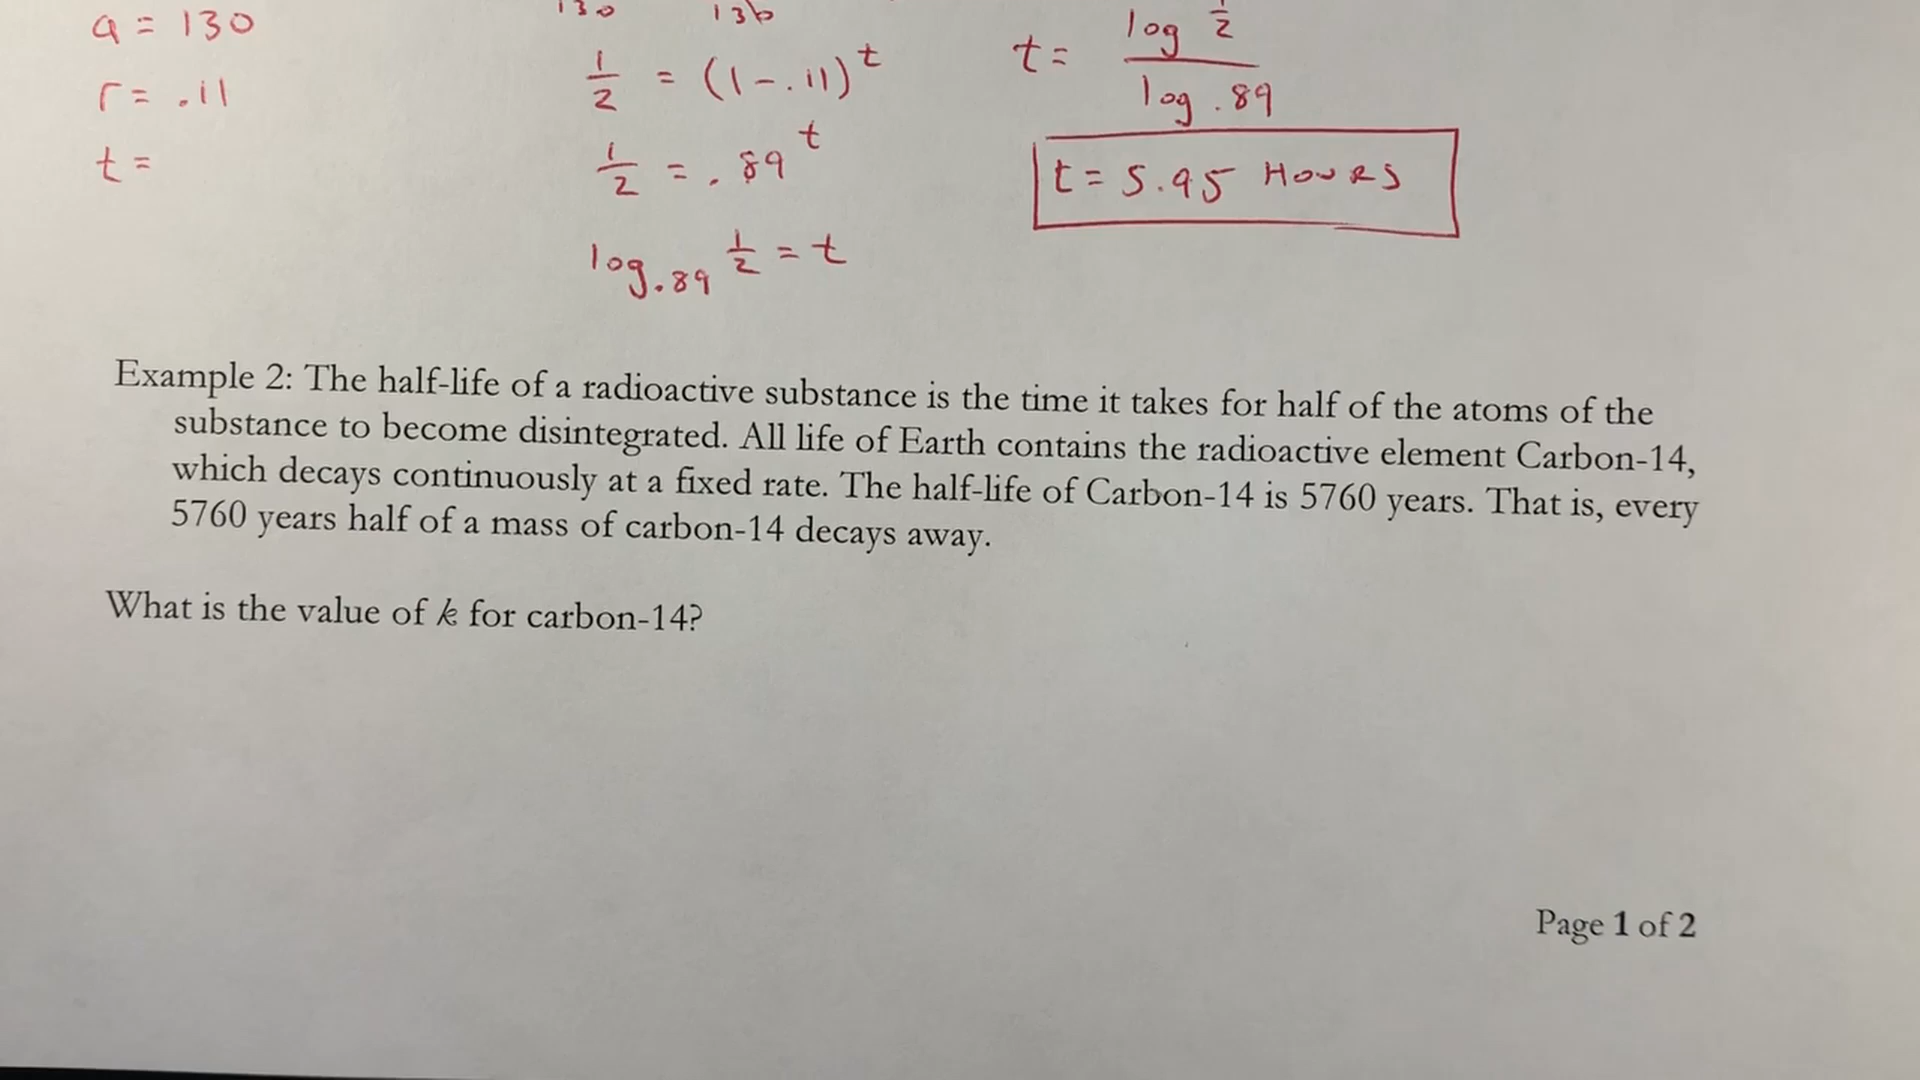 a = 130
r = .11
t =
130 130
1/2 = (1 - .11)^t
1/2 = .89^t
log.89 1/2 = t
t = log 1/2 / log .89
t = 5.95 HOURS
Example 2: The half-life of a radioactive substance is the time it takes for half of the atoms of the
substance to become disintegrated. All life of Earth contains the radioactive element Carbon-14,
which decays continuously at a fixed rate. The half-life of Carbon-14 is 5760 years. That is, every
5760 years half of a mass of carbon-14 decays away.
What is the value of k for carbon-14?
Page 1 of 2